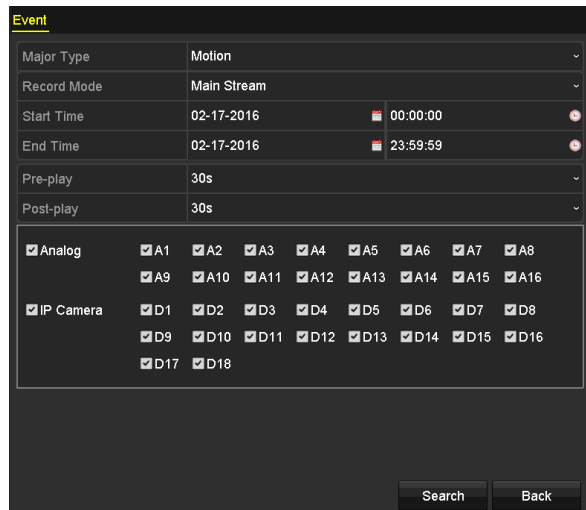 Event
Major Type Motion
Record Mode Main Stream
Start Time 02-17-2016 00:00:00
End Time 02-17-2016 23:59:59
Pre-play 30s
Post-play 30s
Analog A1 A2 A3 A4 A5 A6 A7 A8
A9 A10 A11 A12 A13 A14 A15 A16
IP Camera D1 D2 D3 D4 D5 D6 D7 D8
D9 D10 D11 D12 D13 D14 D15 D16
D17 D18
Search Back